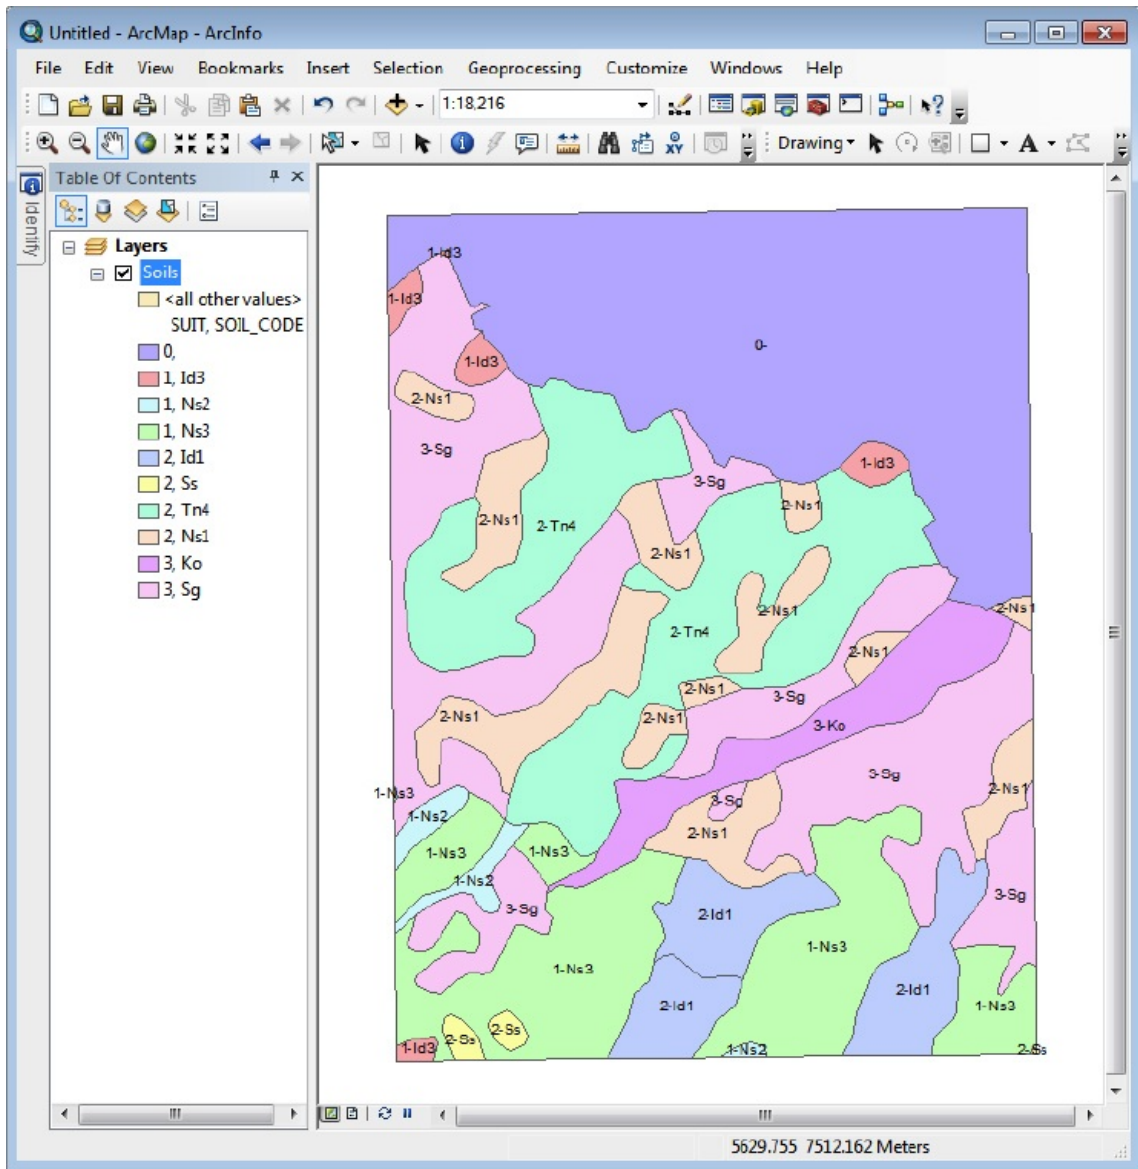 Untitled - ArcMap - ArcInfo
File Edit View Bookmarks Insert Selection Geoprocessing Customize Windows Help
1:18,216
XY
Drawing
A
Identify
Table Of Contents
Layers
Soils
<all other values>
SUIT, SOIL_CODE
0,
1, Id3
1, Ns2
1, Ns3
2, Id1
2, Ss
2, Tn4
2, Ns1
3, Ko
3, Sg
1-Id3
1-Id3
0-
1-Id3
2-Ns1
3-Sg
1-Id3
3-Sg
2-Ns1
2-Ns1
2-Tn4
2-Ns1
2-Ns1
2-Ns1
2-Tn4
2-Ns1
2-Ns1
3-Sg
2-Ns1
2-Ns1
3-Ko
3-Sg
2-Ns1
1-Ns3
3-Sg
1-Ns2
2-Ns1
1-Ns3
1-Ns3
1-Ns2
3-Sg
3-Sg
2-Id1
1-Ns3
1-Ns3
2-Id1
2-Id1
1-Ns3
2-Ss
2-Ss
1-Id3
1-Ns2
2-Ss
5629.755 7512.162 Meters